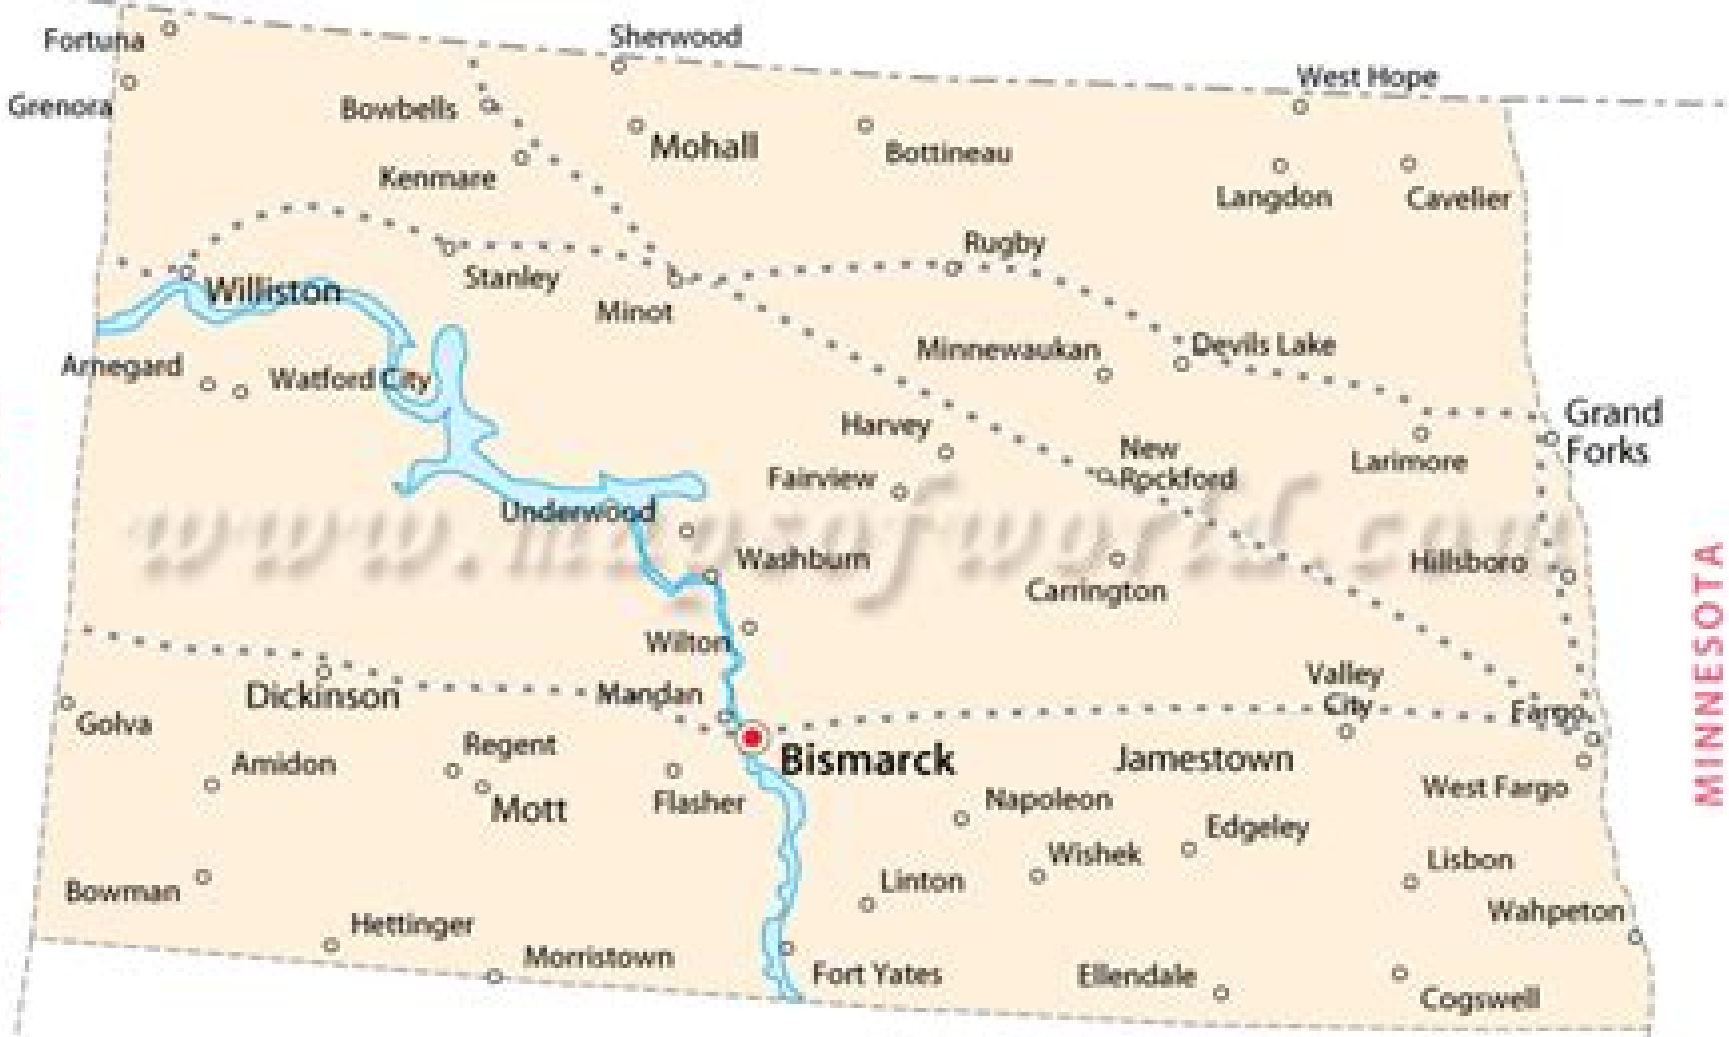 Fortuna
Sherwood
West Hope
Grenora
Bowbells
Mohall
Bottineau
Kenmare
Langdon
Cavelier
Rugby
Stanley
Williston
Minot
Minnewaukan
Devils Lake
Arnegard
Watford City
Harvey
Grand
Forks
New
Rockford
Larimore
Fairview
Underwood
www.mapsofworld.com
Washburn
Hillsboro
Carrington
MINNESOTA
Wilton
Valley
City
Dickinson
Mandan
Fargo
Golva
Regent
Bismarck
Jamestown
Amidon
West Fargo
Mott
Flasher
Napoleon
Edgeley
Wishek
Lisbon
Linton
Bowman
Wahpeton
Hettinger
Morristown
Fort Yates
Ellendale
Cogswell